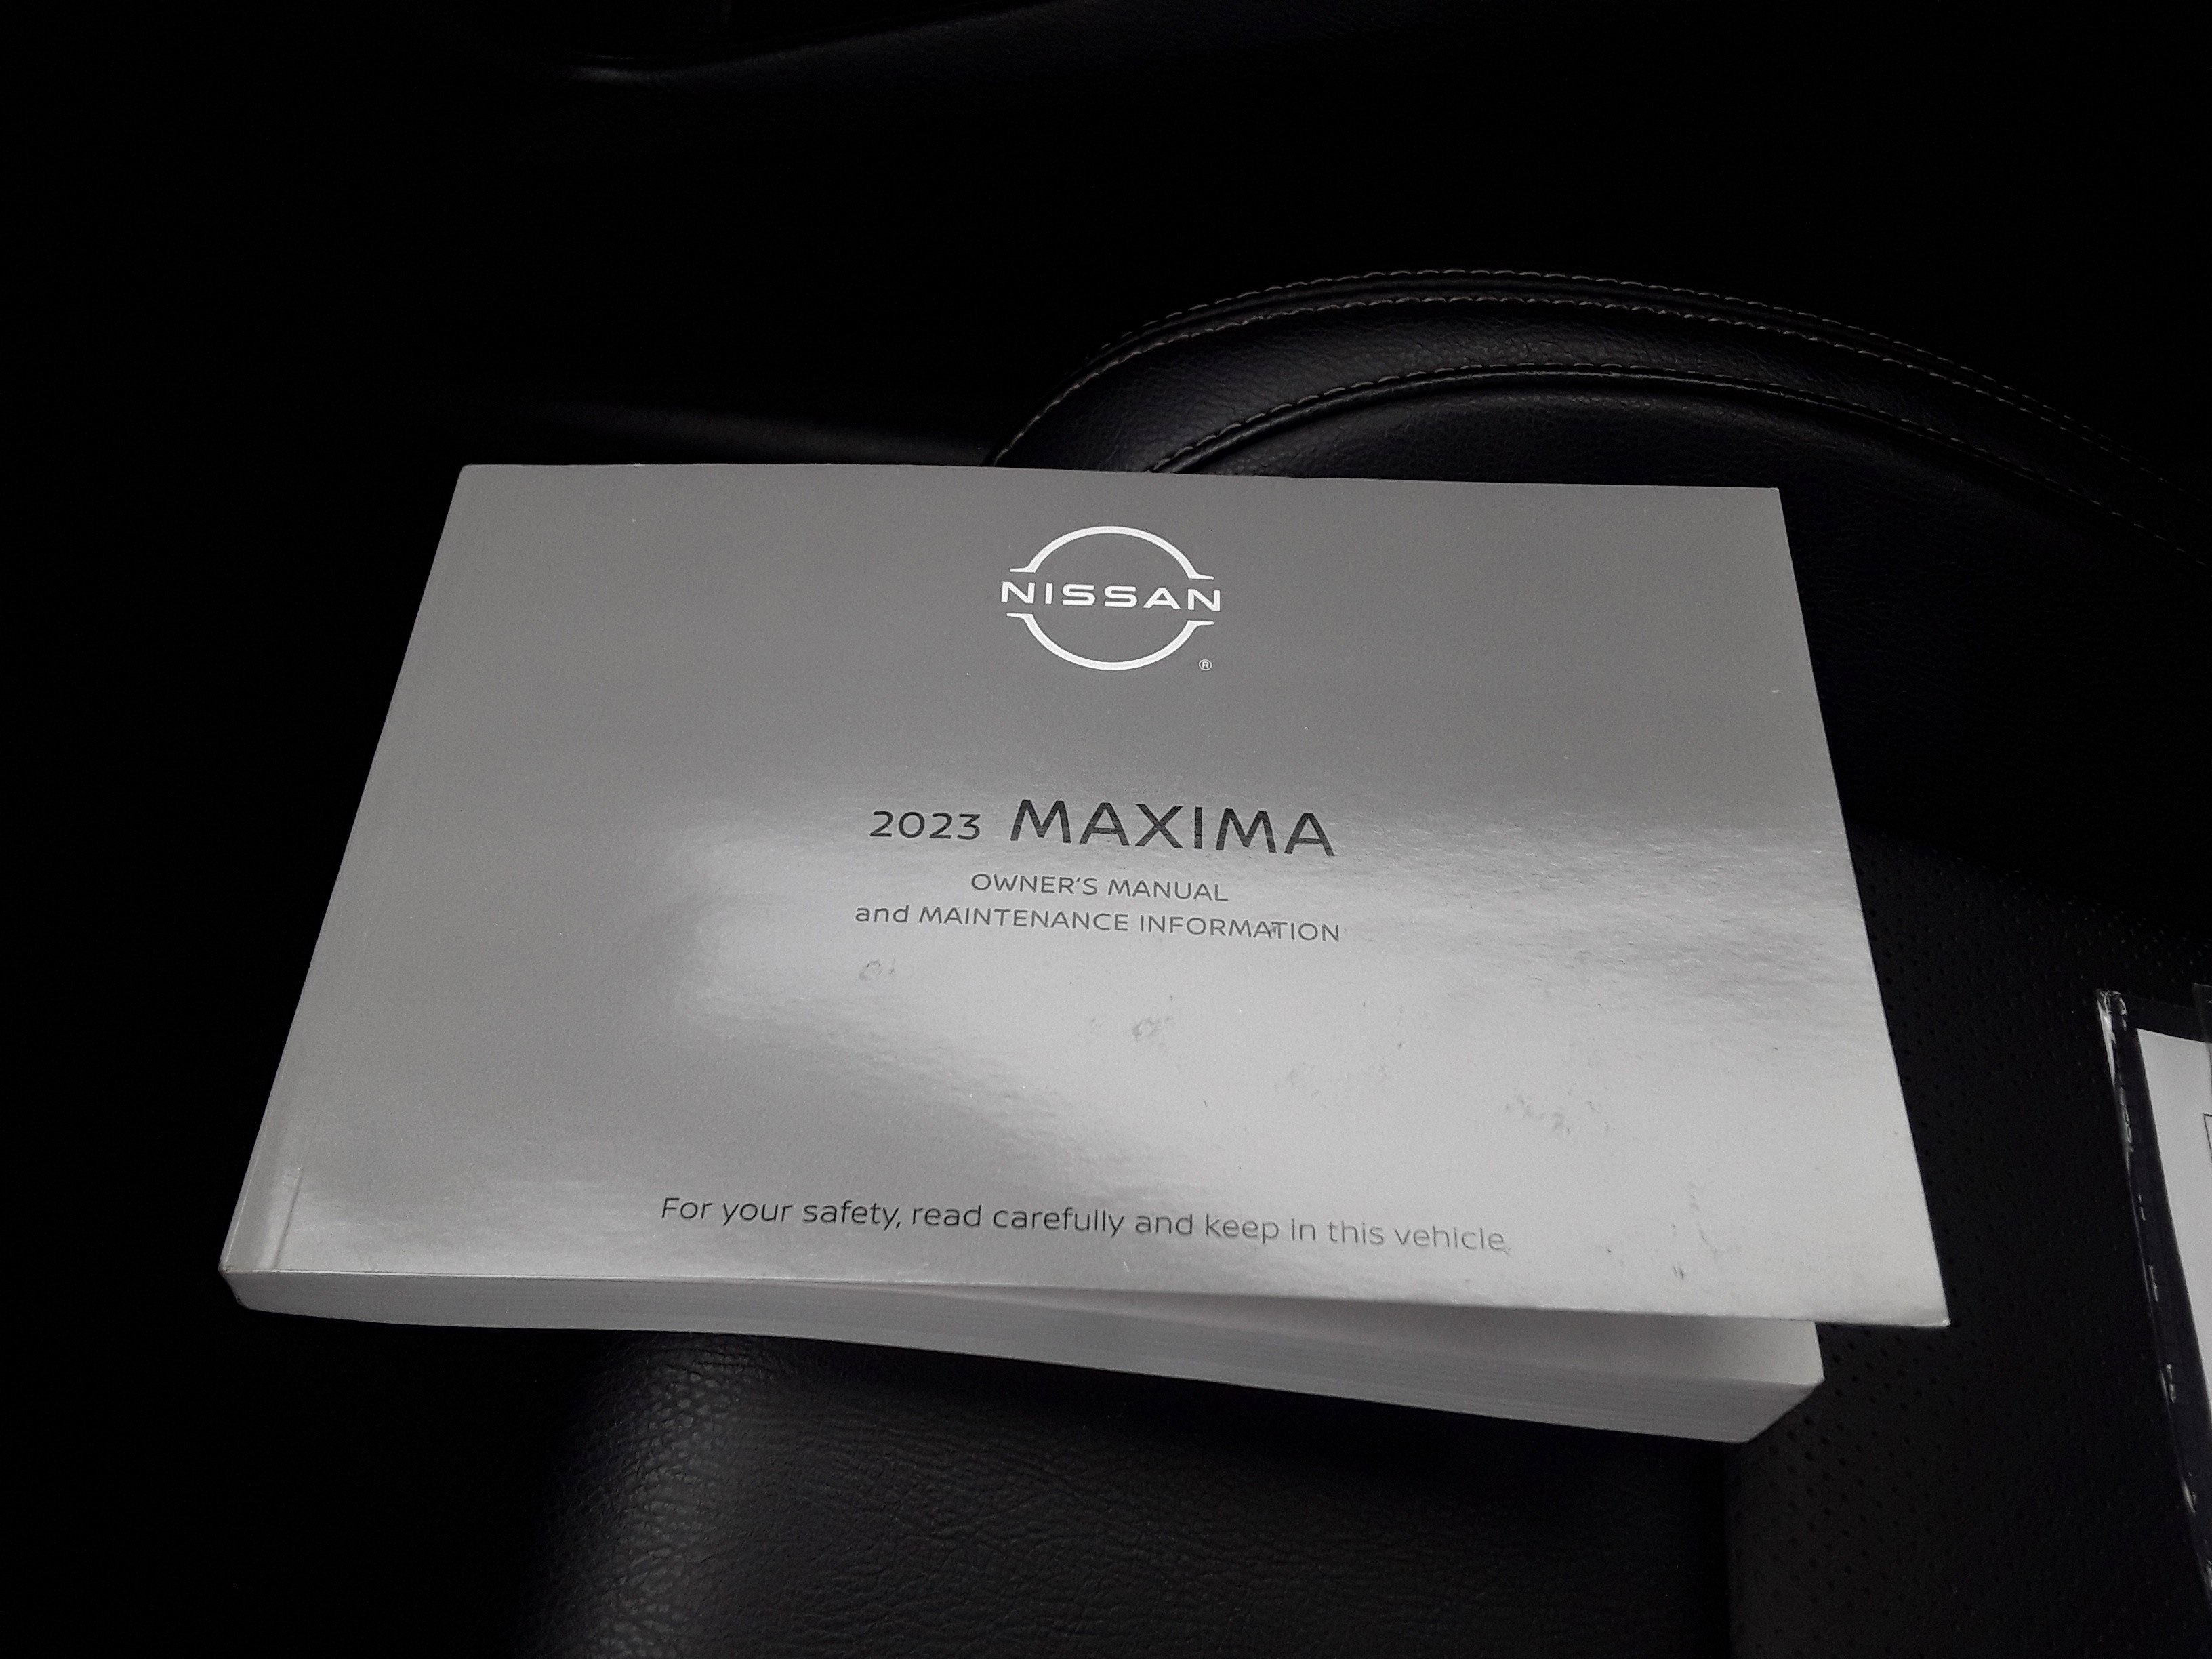 NISSAN
®
2023 MAXIMA
OWNER'S MANUAL
and MAINTENANCE INFORMATION
For your safety, read carefully and keep in this vehicle.